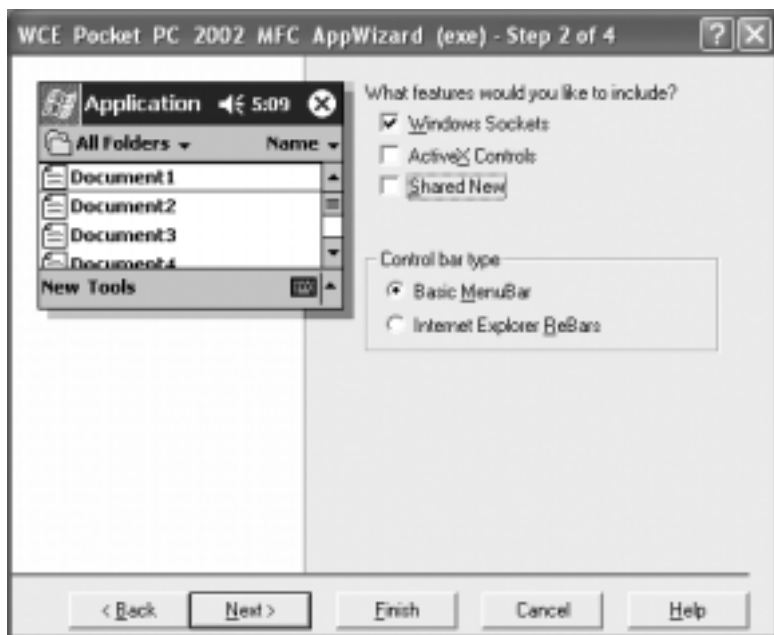 WCE Pocket PC 2002 MFC AppWizard (exe) - Step 2 of 4
Application 5:09
All Folders Name
Document1
Document2
Document3
Document4
New Tools
What features would you like to include?
Windows Sockets
ActiveX Controls
Shared New
Control bar type
Basic MenuBar
Internet Explorer ReBars
< Back Next > Finish Cancel Help